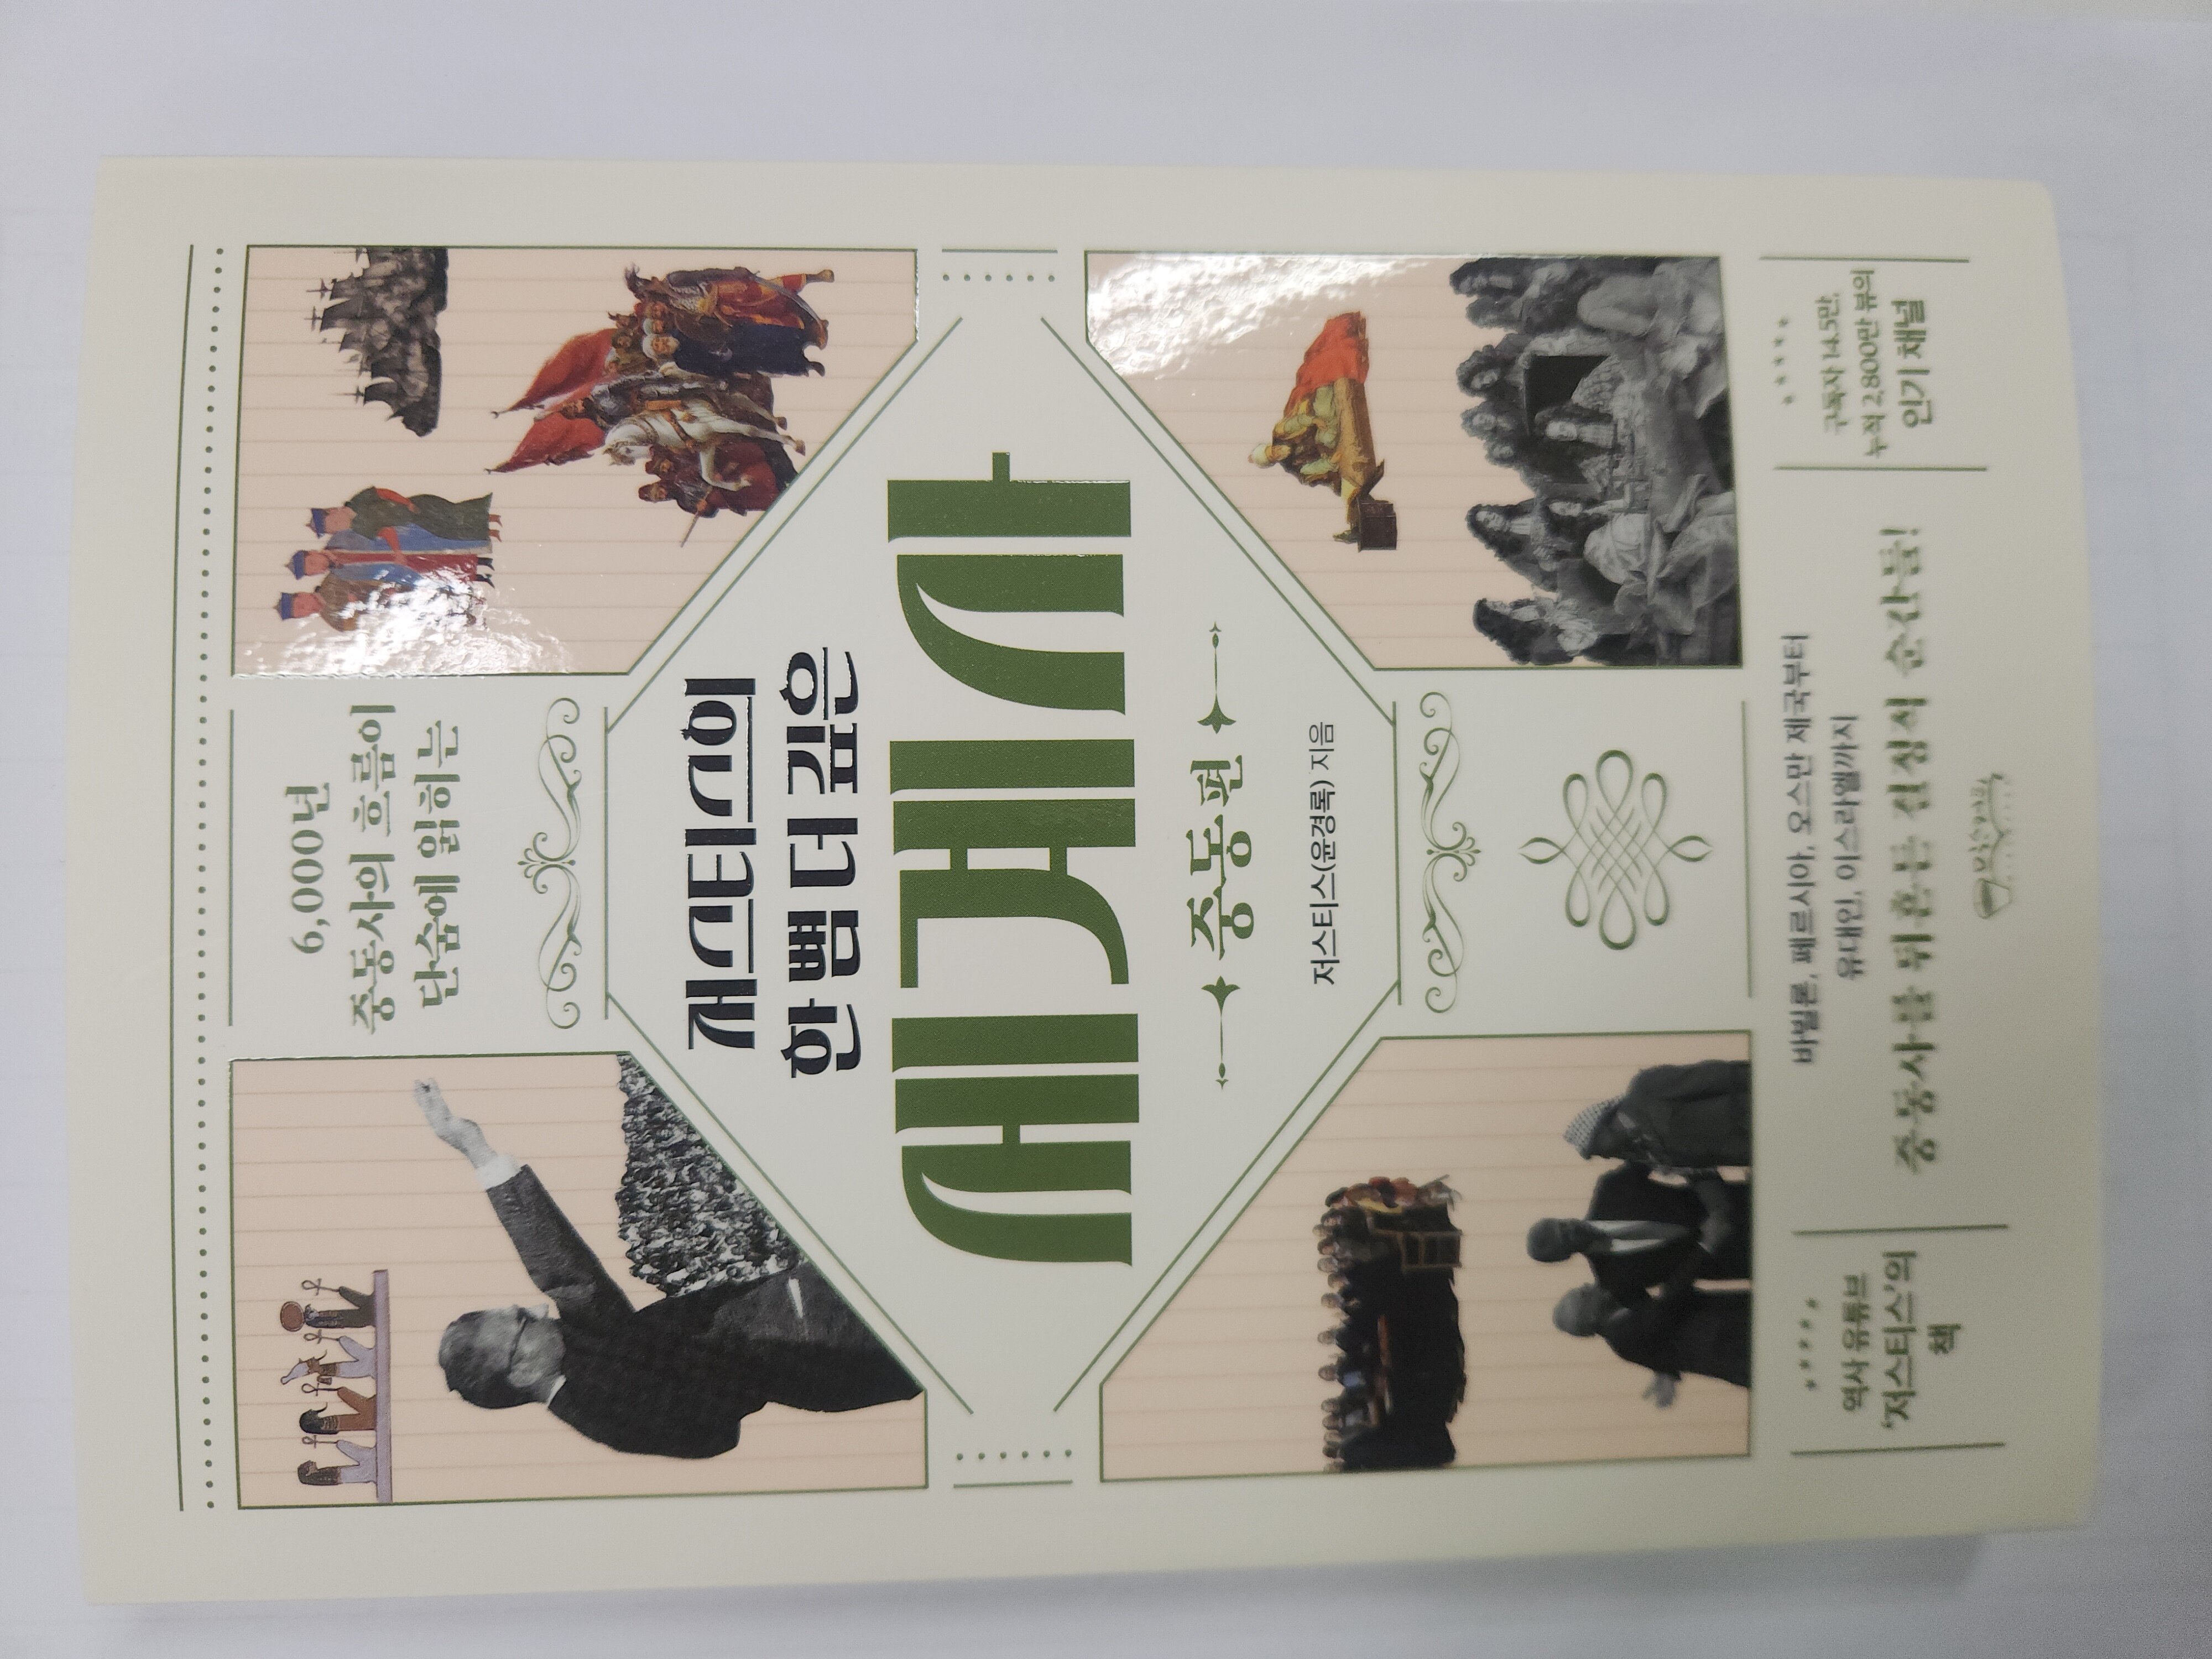 6,000년
중동사의 흐름이
단숨에 읽히는
저스티스의
한 뼘 더 깊은
세계사
중동편
저스티스(윤경록) 지음
역사 유튜브
'저스티스'의
책
바빌론, 페르시아, 오스만 제국부터
유대인, 이스라엘까지
중동사를 뒤흔든 결정적 순간들!
구독자 14.5만,
누적 2,800만 뷰의
인기 채널